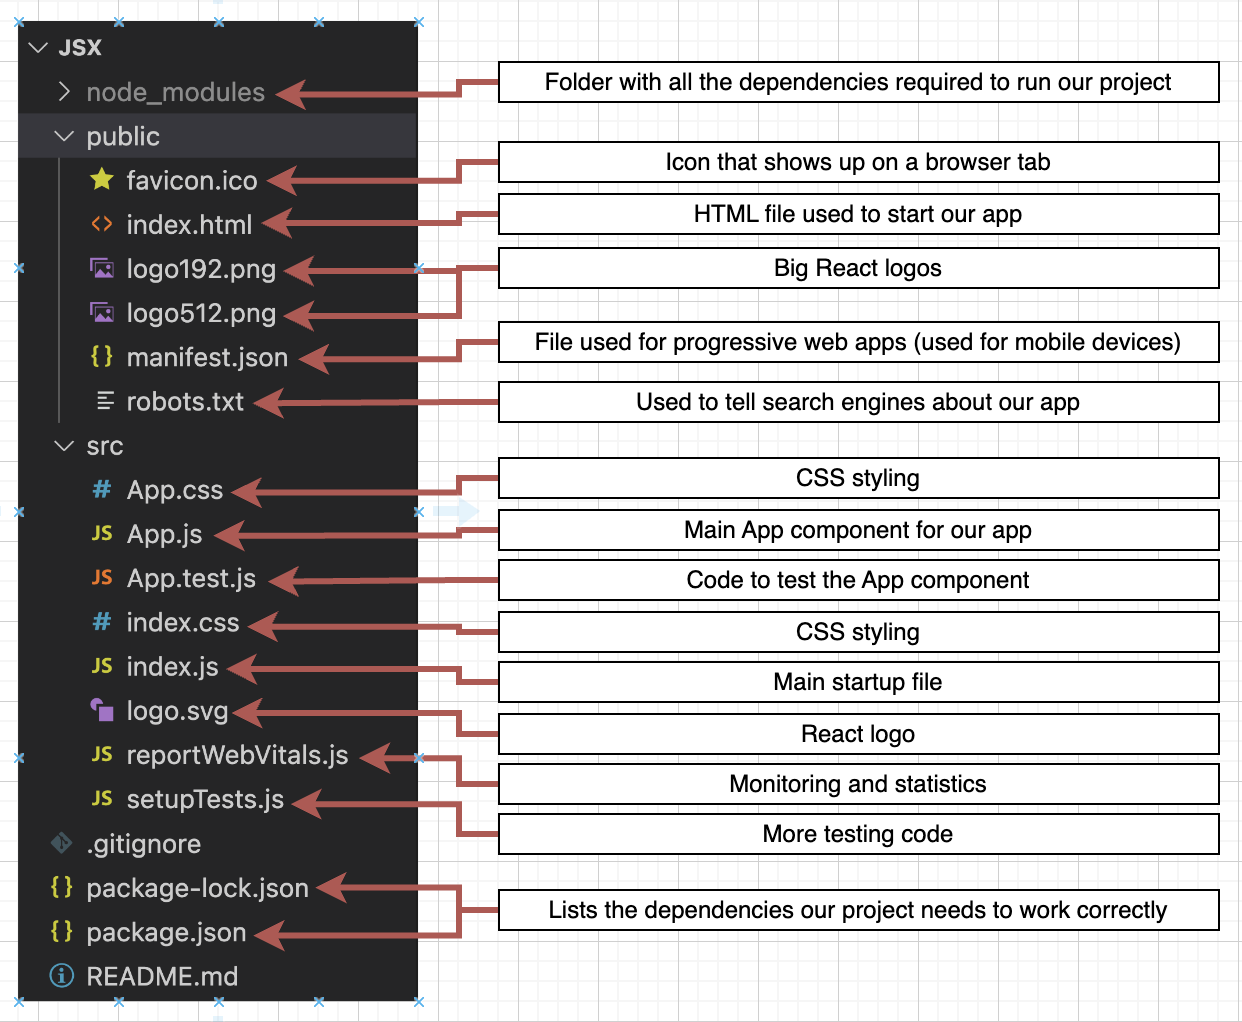 JSX
node_modules
Folder with all the dependencies required to run our project
public
favicon.ico
Icon that shows up on a browser tab
index.html
HTML file used to start our app
logo192.png
Big React logos
logo512.png
manifest.json
File used for progressive web apps (used for mobile devices)
robots.txt
Used to tell search engines about our app
src
# App.css
CSS styling
JS App.js
Main App component for our app
JS App.test.js
Code to test the App component
# index.css
CSS styling
JS index.js
Main startup file
logo.svg
React logo
JS reportWebVitals.js
Monitoring and statistics
JS setupTests.js
More testing code
.gitignore
{} package-lock.json
Lists the dependencies our project needs to work correctly
{} package.json
README.md